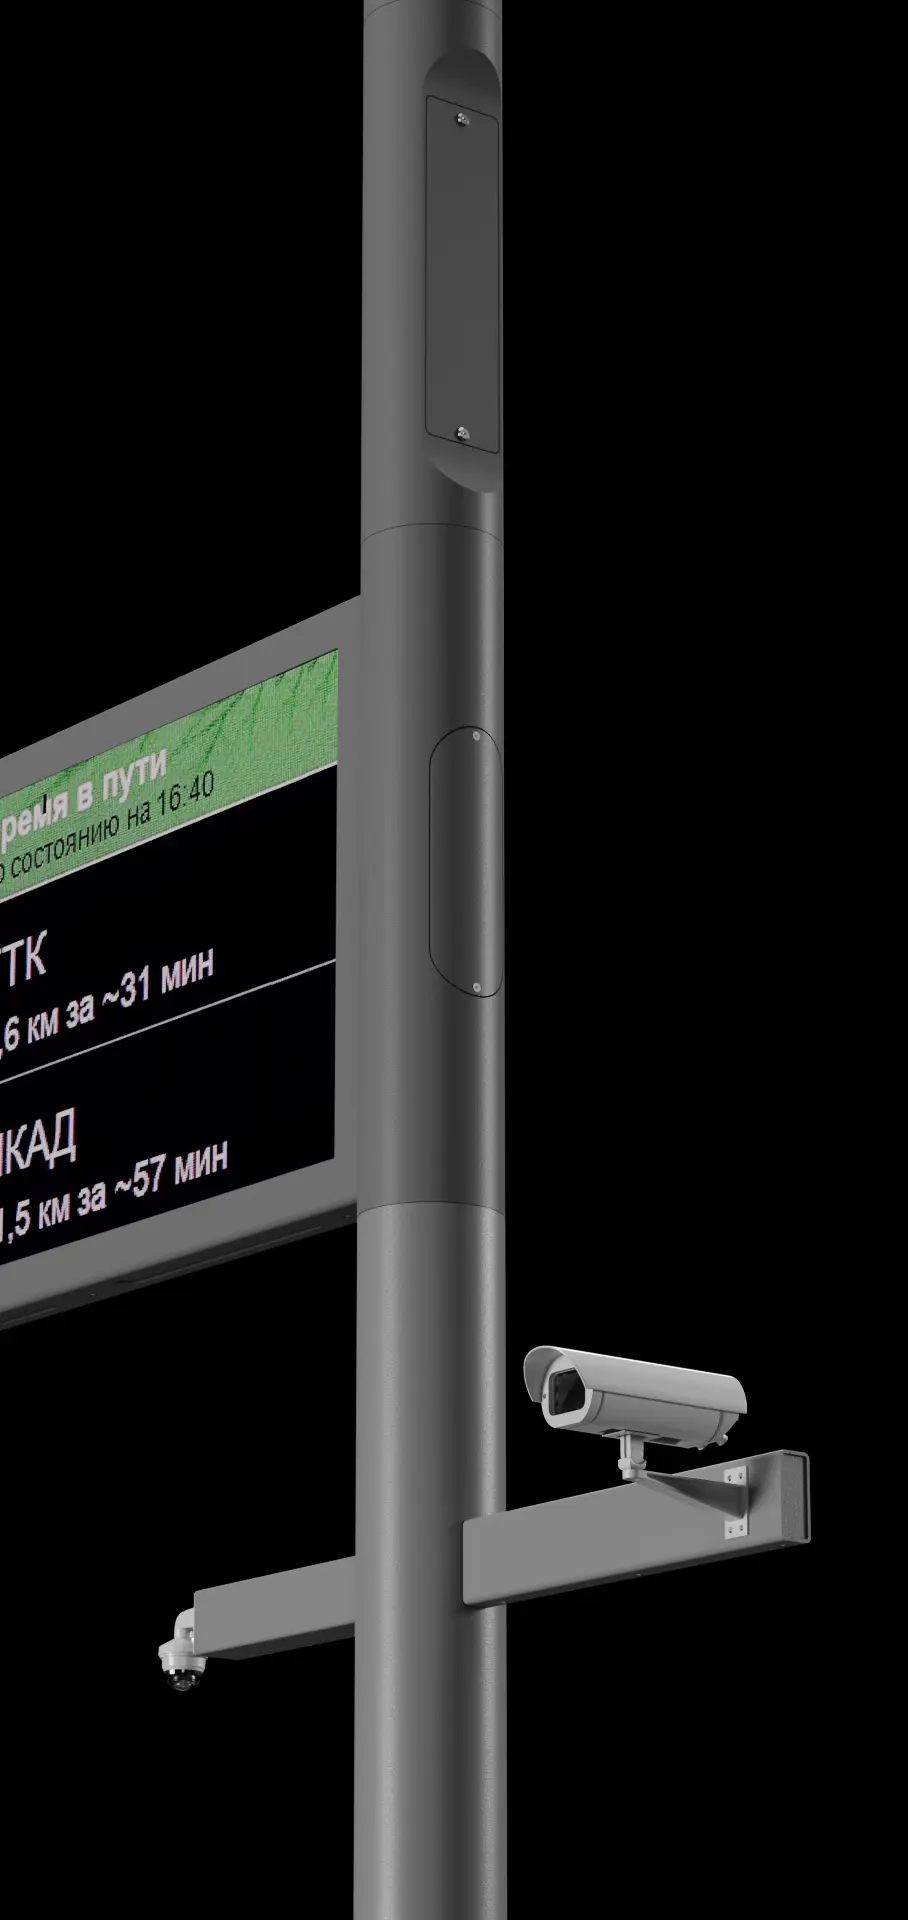 ремя в пути
о состоянию на 16:40
ТК
,6 км за ~31 мин
КАД
,5 км за ~57 мин